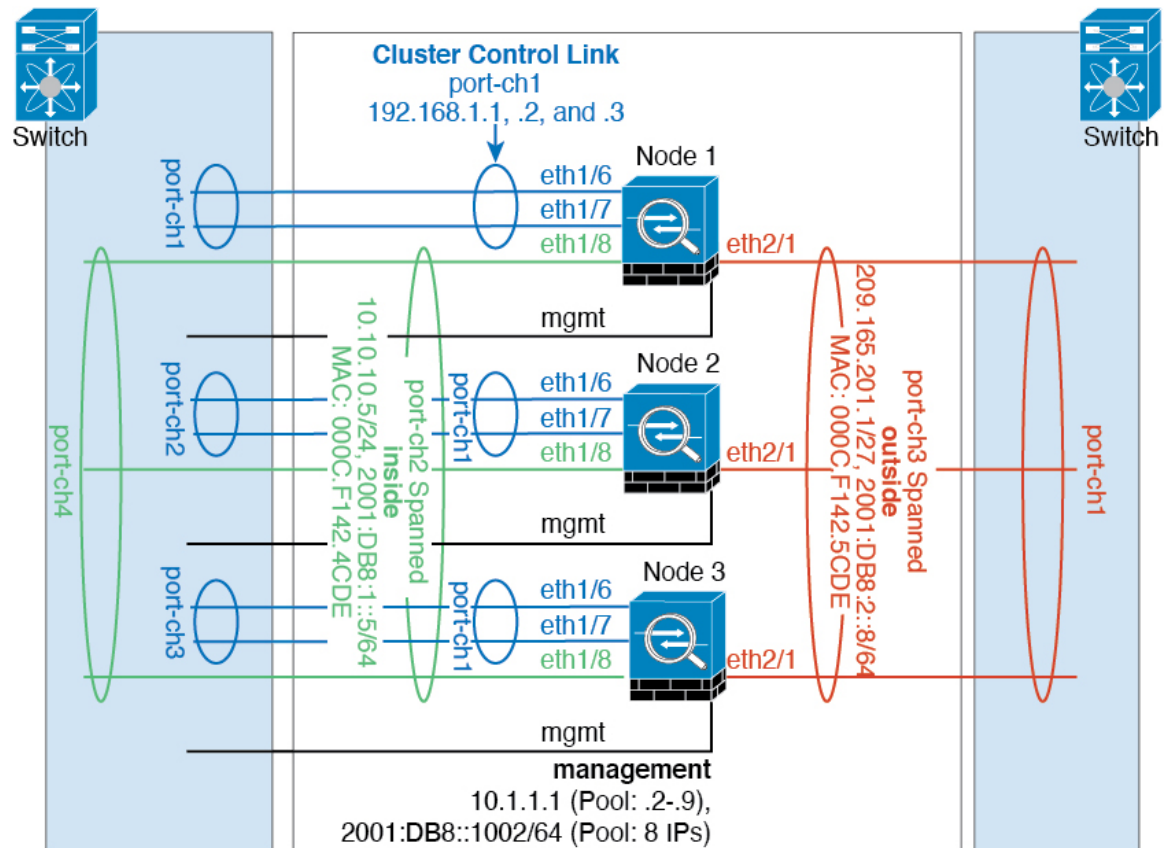 Switch
Switch
Cluster Control Link
port-ch1
192.168.1.1, .2, and .3
Node 1
port-ch1
eth1/6
eth1/7
eth1/8
eth2/1
mgmt
Node 2
port-ch2
port-ch1
eth1/6
eth1/7
eth1/8
eth2/1
mgmt
Node 3
port-ch3
port-ch1
eth1/6
eth1/7
eth1/8
eth2/1
mgmt
port-ch4
port-ch2 Spanned
inside
10.10.10.5/24, 2001:DB8:1::5/64
MAC: 000C.F142.4CDE
port-ch3 Spanned
outside
209.165.201.1/27, 2001:DB8:2::8/64
MAC: 000C.F142.5CDE
port-ch1
management
10.1.1.1 (Pool: .2-.9),
2001:DB8::1002/64 (Pool: 8 IPs)